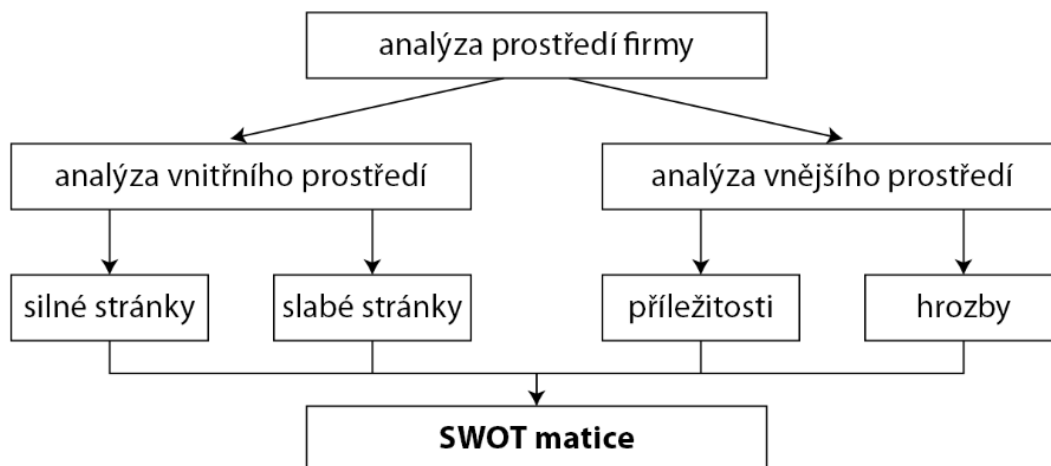 analýza prostředí firmy
analýza vnitřního prostředí
analýza vnějšího prostředí
silné stránky
slabé stránky
příležitosti
hrozby
SWOT matice